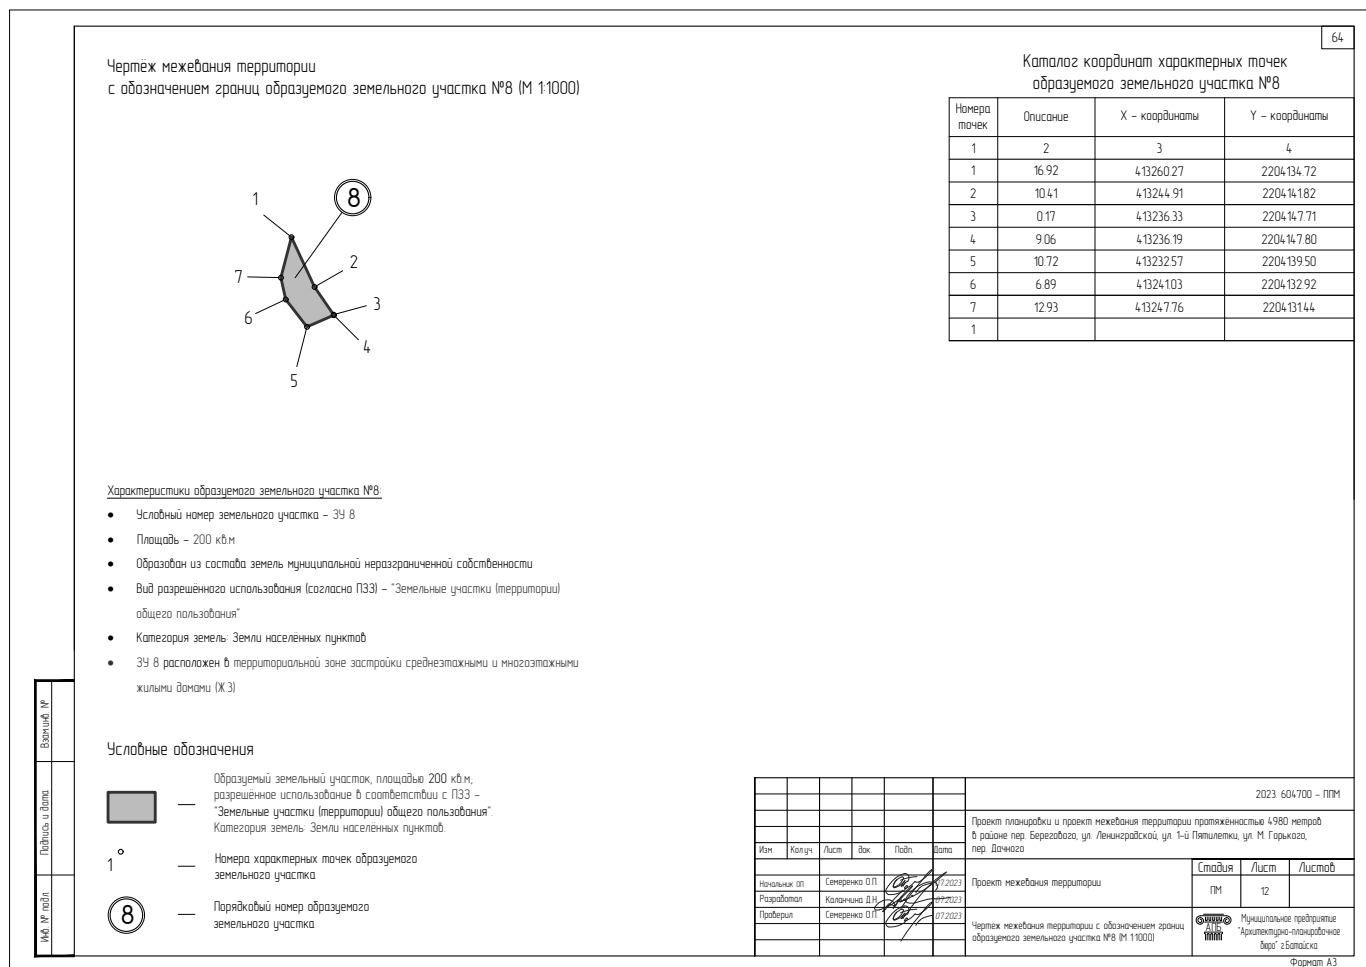 64
Чертёж межевания территории
с обозначением границ образуемого земельного участка №8 (М 1:1000)
Каталог координат характерных точек
образуемого земельного участка №8
Номера точек Описание X - координаты Y - координаты
1 2 3 4
1 16.92 413260.27 2204134.72
2 10.41 413244.91 2204141.82
3 0.17 413236.33 2204147.71
4 9.06 413236.19 2204147.80
5 10.72 413232.57 2204139.50
6 6.89 413241.03 2204132.92
7 12.93 413247.76 2204131.44
1
8
1
2
7
3
6
4
5
Характеристики образуемого земельного участка №8:
• Условный номер земельного участка - ЗУ 8
• Площадь - 200 кв.м
• Образован из состава земель муниципальной неразграниченной собственности
• Вид разрешённого использования (согласно ПЗЗ) - "Земельные участки (территории)
общего пользования"
• Категория земель: Земли населённых пунктов
• ЗУ 8 расположен в территориальной зоне застройки среднеэтажными и многоэтажными
жилыми домами (Ж.3)
Условные обозначения
Образуемый земельный участок, площадью 200 кв.м;
— разрешённое использование в соответствии с ПЗЗ -
"Земельные участки (территории) общего пользования".
Категория земель: Земли населённых пунктов.
1 — Номера характерных точек образуемого
земельного участка
8 — Порядковый номер образуемого
земельного участка
Взам.инв. №
Подпись и дата
Инв. № подл.
2023. 604700 - ППМ
Проект планировки и проект межевания территории протяжённостью 4980 метров
в районе пер. Берегового, ул. Ленинградской, ул. 1-й Пятилетки, ул. М. Горького,
пер. Дачного
Изм. Кол.уч. Лист док. Подп. Дата
Начальник ОП Семеренко О.П. 07.2023
Разработал Каланчина Д.Н. 07.2023
Проверил Семеренко О.П. 07.2023
Проект межевания территории
Стадия Лист Листов
ПМ 12
Чертёж межевания территории с обозначением границ
образуемого земельного участка №8 (М 1:1000)
АПБ
Муниципальное предприятие
"Архитектурно-планировочное
бюро" г.Батайска
Формат А3